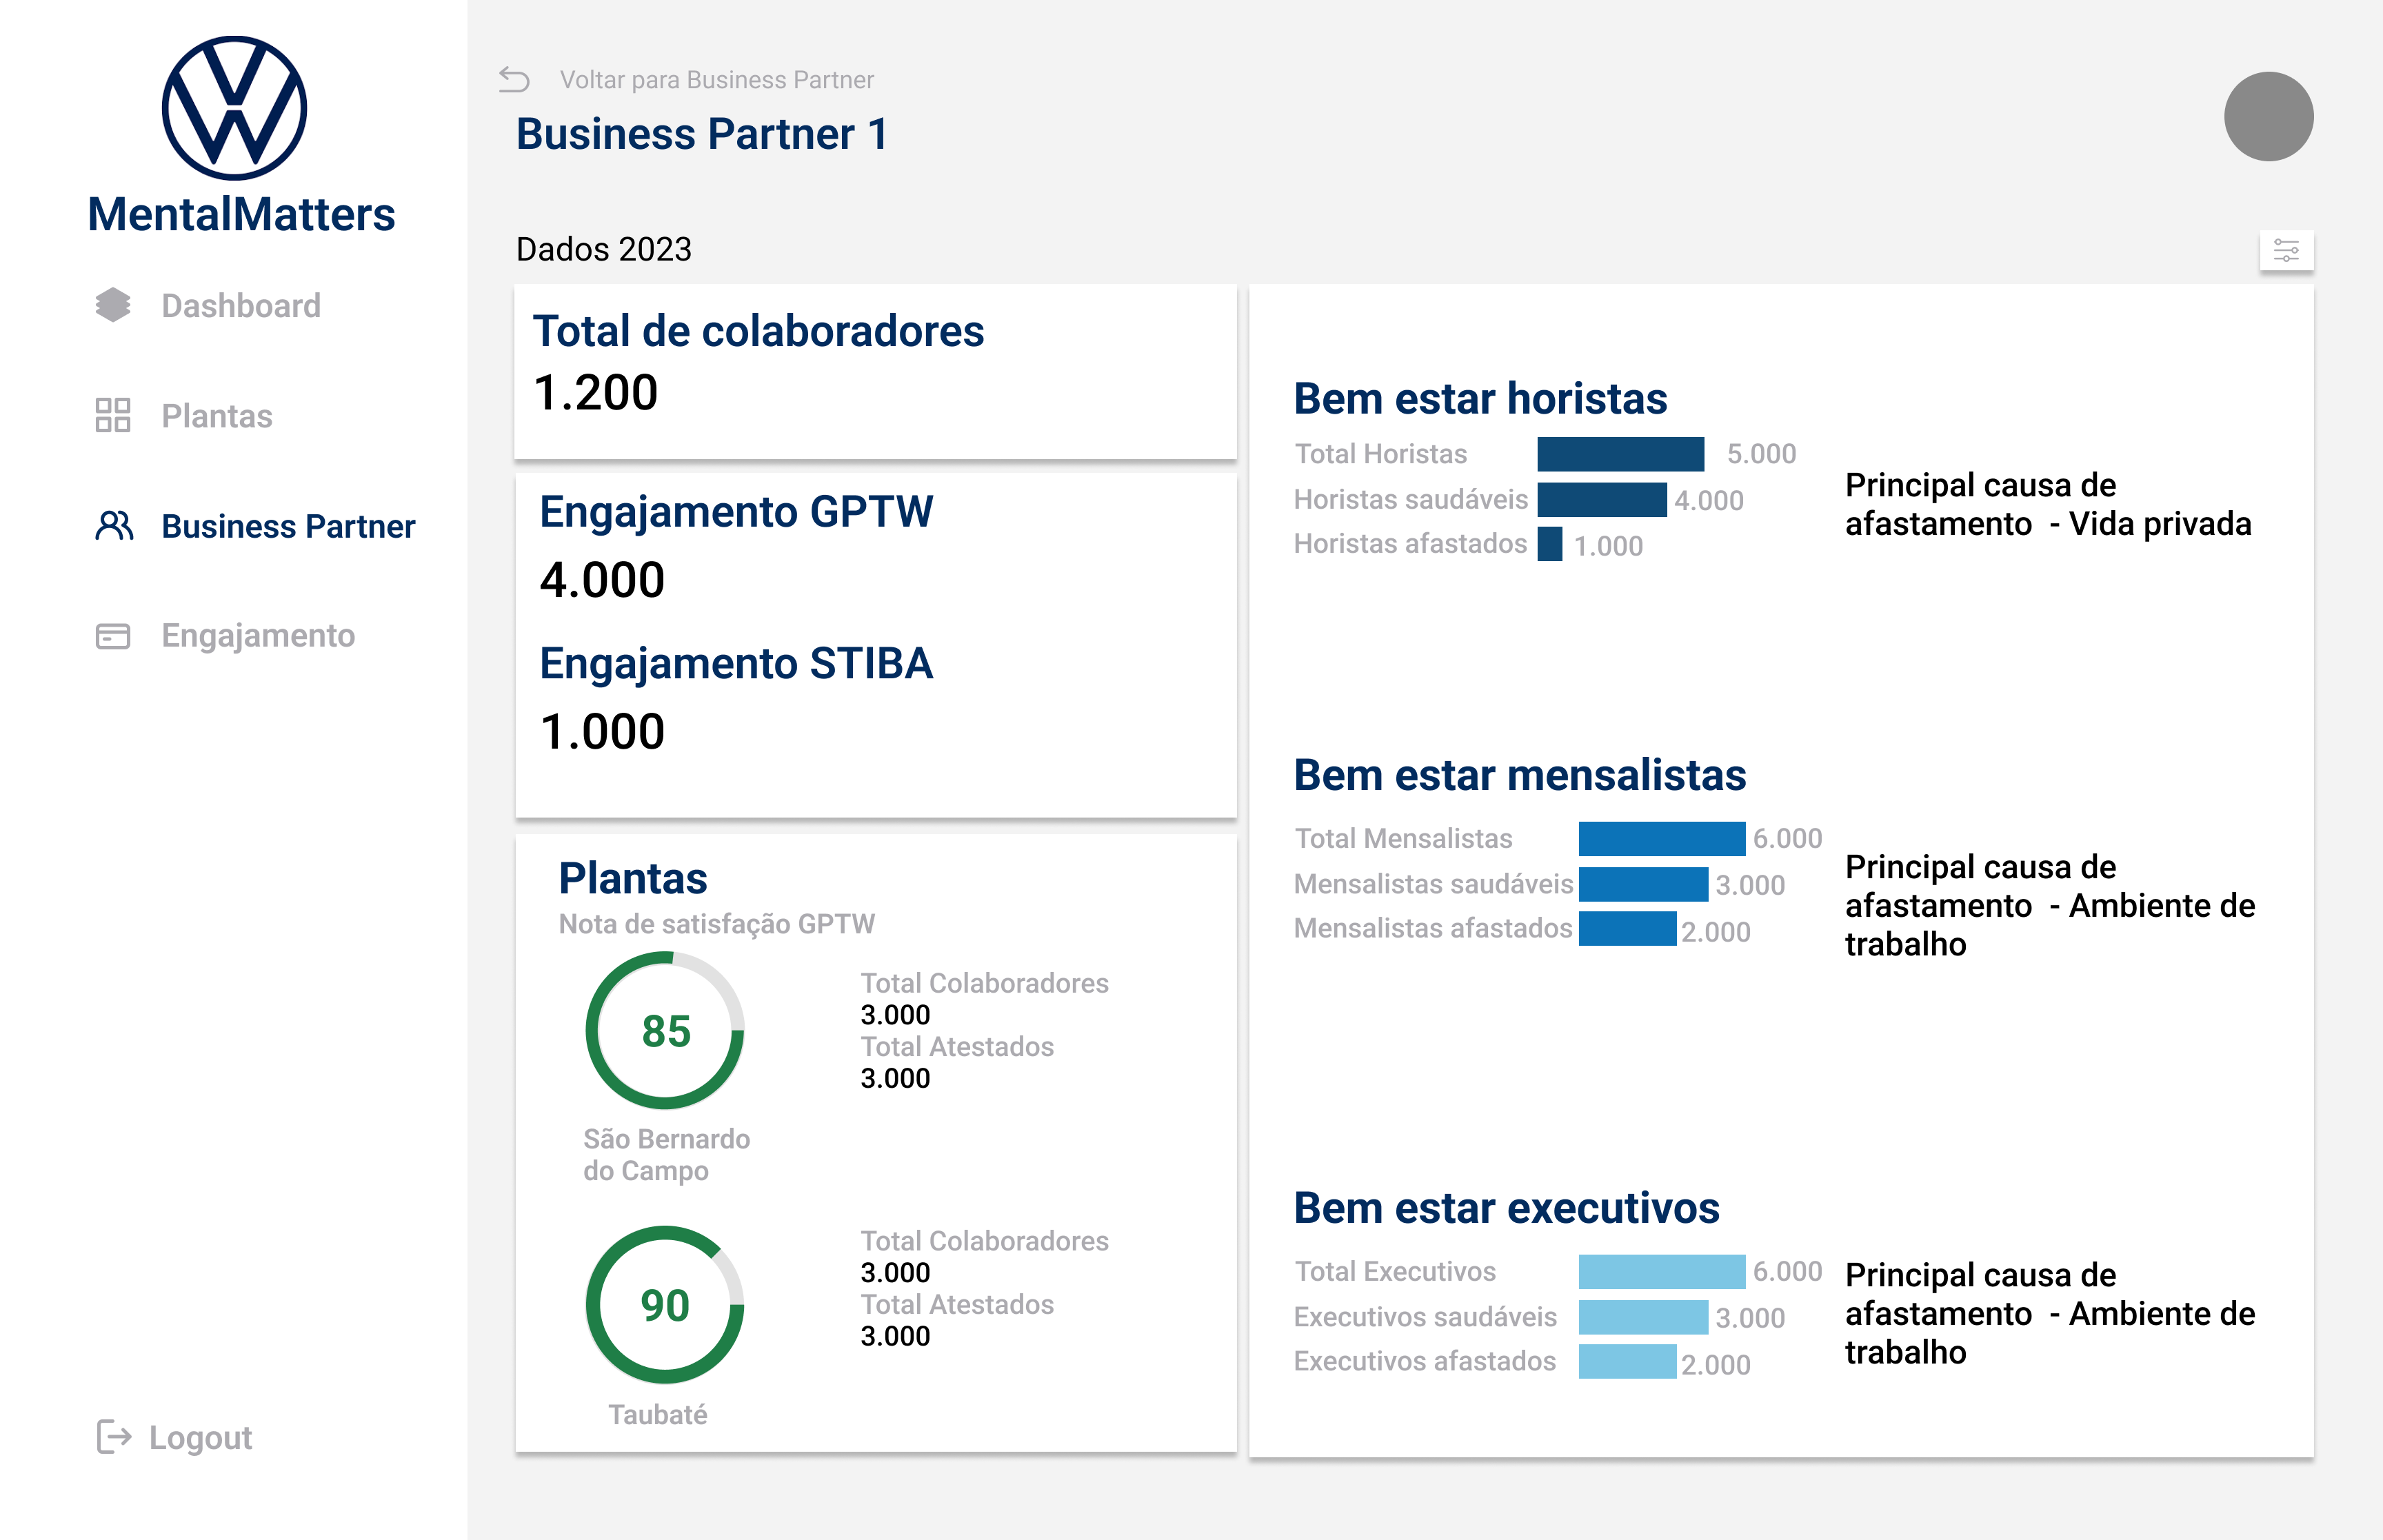 MentalMatters
Dashboard
Plantas
Business Partner
Engajamento
Logout
Voltar para Business Partner
Business Partner 1
Dados 2023
Total de colaboradores
1.200
Engajamento GPTW
4.000
Engajamento STIBA
1.000
Plantas
Nota de satisfação GPTW
85
São Bernardo
do Campo
Total Colaboradores
3.000
Total Atestados
3.000
90
Taubaté
Total Colaboradores
3.000
Total Atestados
3.000
Bem estar horistas
Total Horistas 5.000
Horistas saudáveis 4.000
Horistas afastados 1.000
Principal causa de
afastamento - Vida privada
Bem estar mensalistas
Total Mensalistas 6.000
Mensalistas saudáveis 3.000
Mensalistas afastados 2.000
Principal causa de
afastamento - Ambiente de
trabalho
Bem estar executivos
Total Executivos 6.000
Executivos saudáveis 3.000
Executivos afastados 2.000
Principal causa de
afastamento - Ambiente de
trabalho